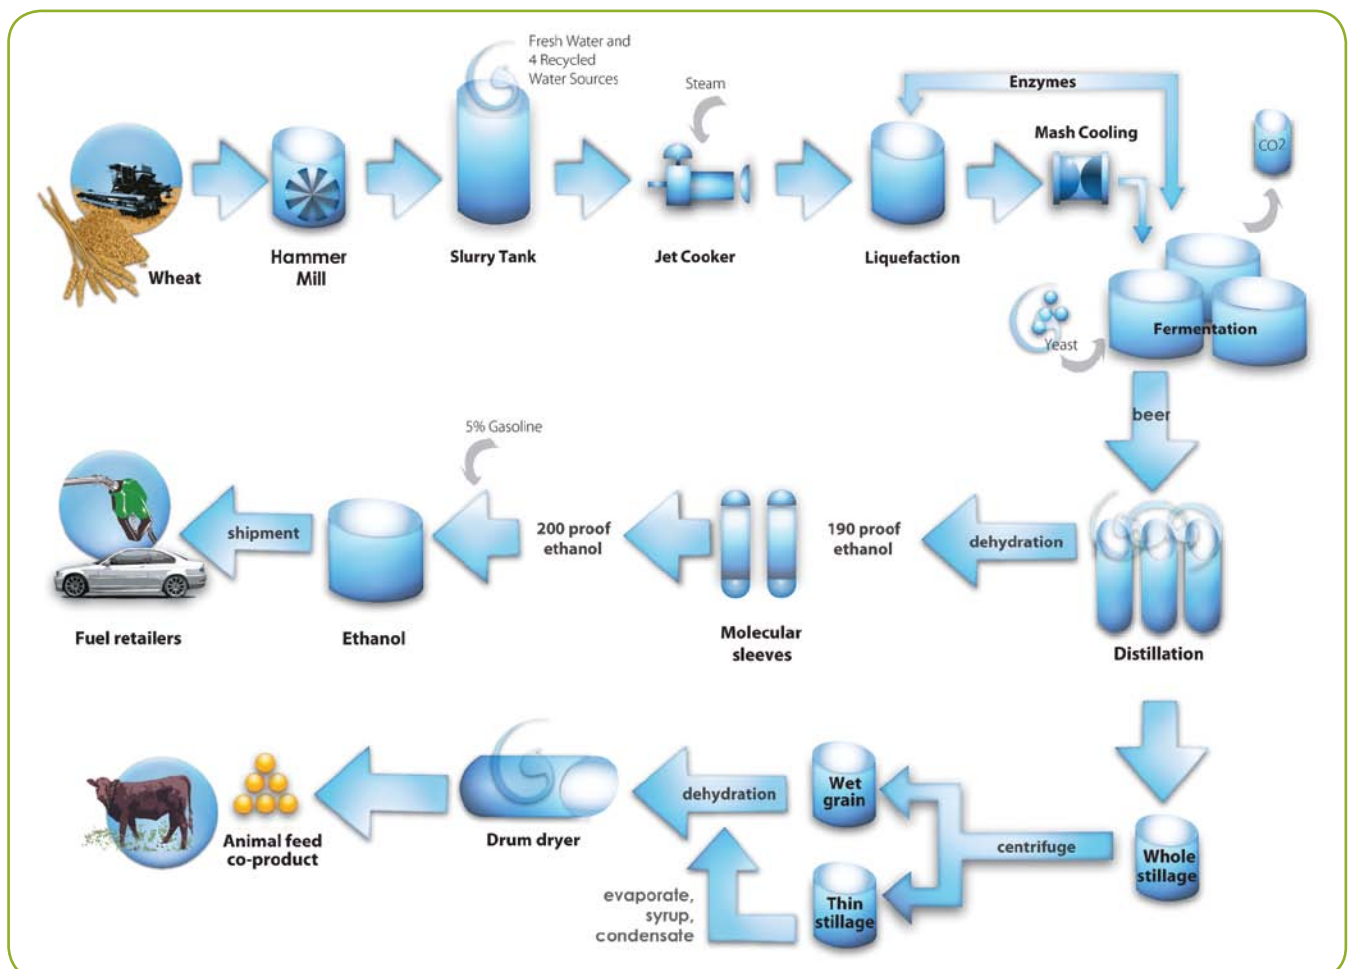 Fresh Water and
4 Recycled
Water Sources
Steam
Enzymes
Mash Cooling
CO2
Wheat
Hammer
Mill
Slurry Tank
Jet Cooker
Liquefaction
Yeast
Fermentation
beer
5% Gasoline
shipment
200 proof
ethanol
190 proof
ethanol
dehydration
Fuel retailers
Ethanol
Molecular
sleeves
Distillation
Wet
grain
dehydration
Drum dryer
Animal feed
co-product
centrifuge
Whole
stillage
Thin
stillage
evaporate,
syrup,
condensate